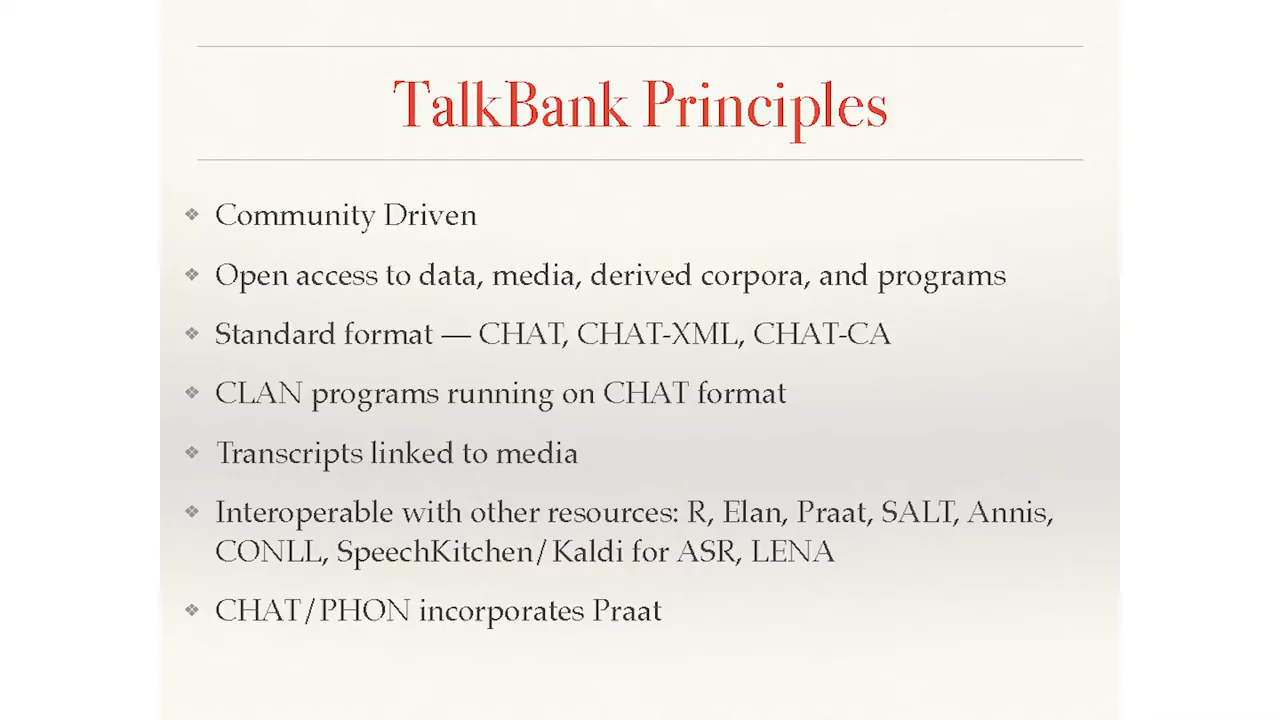 TalkBank Principles
❖ Community Driven
❖ Open access to data, media, derived corpora, and programs
❖ Standard format — CHAT, CHAT-XML, CHAT-CA
❖ CLAN programs running on CHAT format
❖ Transcripts linked to media
❖ Interoperable with other resources: R, Elan, Praat, SALT, Annis,
CONLL, SpeechKitchen/Kaldi for ASR, LENA
❖ CHAT/PHON incorporates Praat